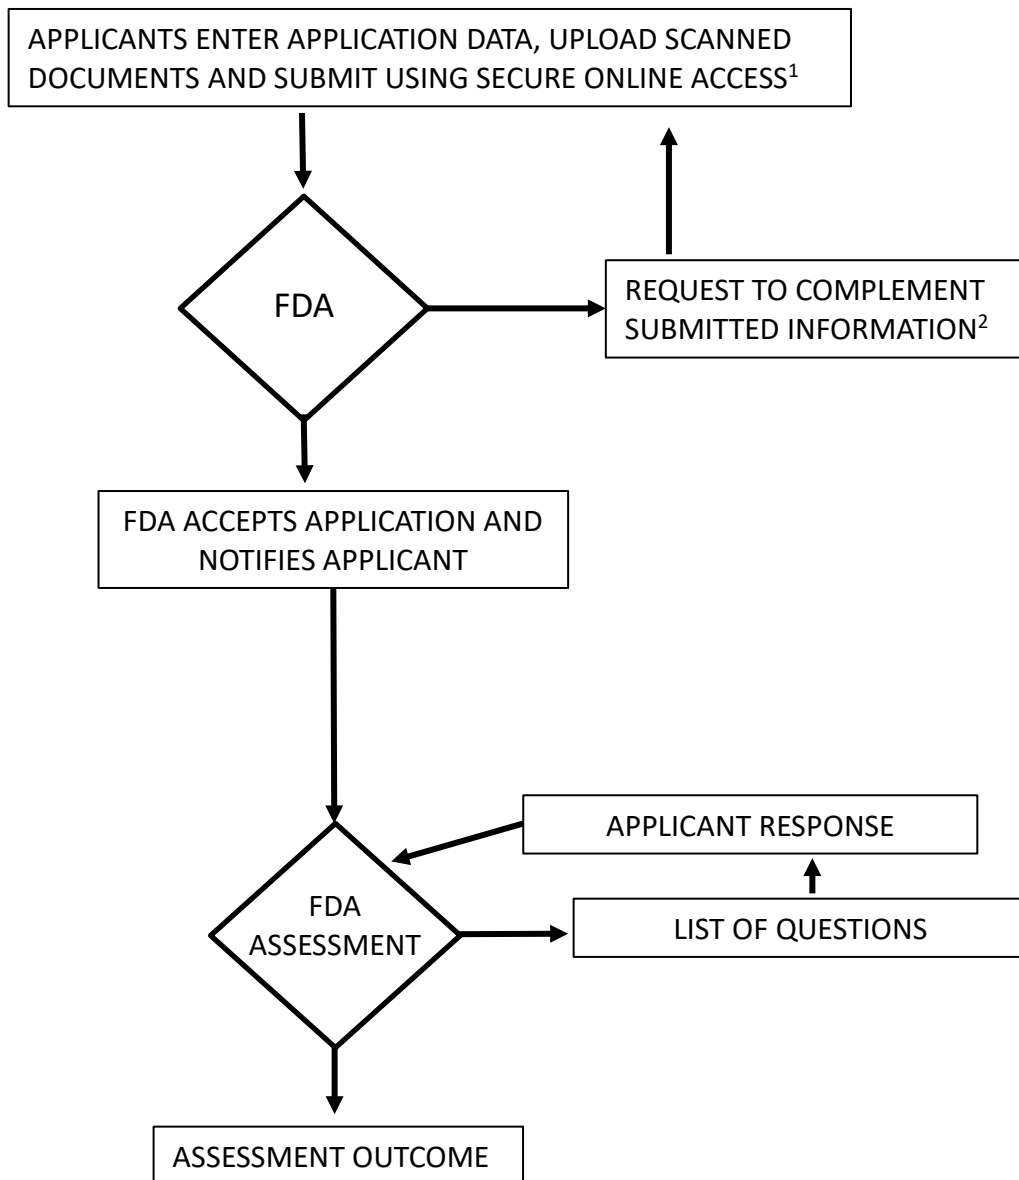 APPLICANTS ENTER APPLICATION DATA, UPLOAD SCANNED
DOCUMENTS AND SUBMIT USING SECURE ONLINE ACCESS¹
FDA
REQUEST TO COMPLEMENT
SUBMITTED INFORMATION²
FDA ACCEPTS APPLICATION AND
NOTIFIES APPLICANT
APPLICANT RESPONSE
FDA
ASSESSMENT
LIST OF QUESTIONS
ASSESSMENT OUTCOME